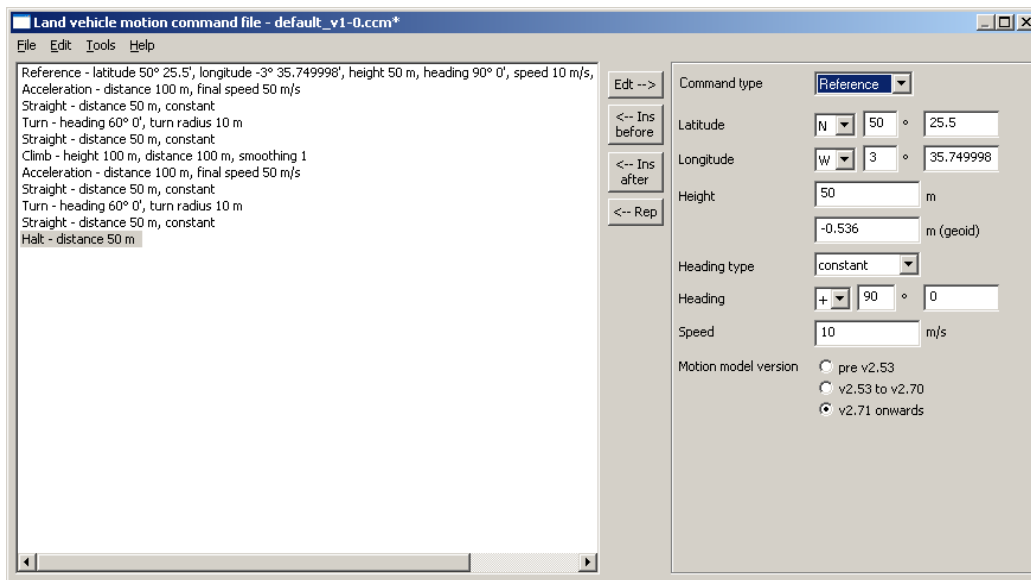 Land vehicle motion command file - default_v1-0.ccm*
File Edit Tools Help
Reference - latitude 50° 25.5', longitude -3° 35.749998', height 50 m, heading 90° 0', speed 10 m/s,
Acceleration - distance 100 m, final speed 50 m/s
Straight - distance 50 m, constant
Turn - heading 60° 0', turn radius 10 m
Straight - distance 50 m, constant
Climb - height 100 m, distance 100 m, smoothing 1
Acceleration - distance 100 m, final speed 50 m/s
Straight - distance 50 m, constant
Turn - heading 60° 0', turn radius 10 m
Straight - distance 50 m, constant
Halt - distance 50 m
Edt -->
<-- Ins
before
<-- Ins
after
<-- Rep
Command type Reference
Latitude N 50 ° 25.5
Longitude W 3 ° 35.749998
Height 50 m
-0.536 m (geoid)
Heading type constant
Heading + 90 ° 0
Speed 10 m/s
Motion model version pre v2.53
v2.53 to v2.70
v2.71 onwards